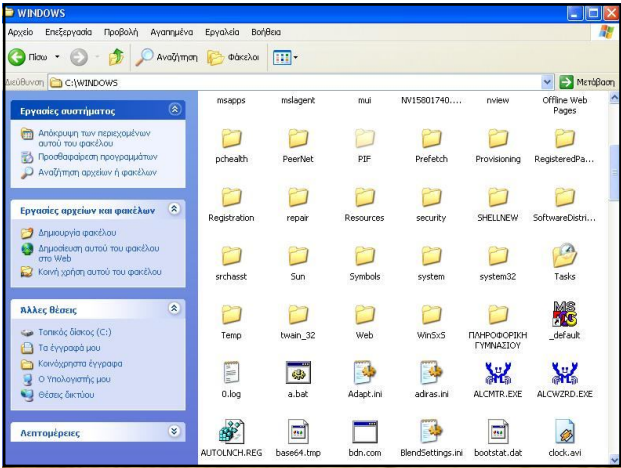 WINDOWS
Αρχείο Επεξεργασία Προβολή Αγαπημένα Εργαλεία Βοήθεια
Πίσω Αναζήτηση Φάκελοι
Διεύθυνση C:\WINDOWS Μετάβαση
Εργασίες συστήματος
Απόκρυψη των περιεχομένων
αυτού του φακέλου
Προσθαφαίρεση προγραμμάτων
Αναζήτηση αρχείων ή φακέλων
Εργασίες αρχείων και φακέλων
Δημιουργία φακέλου
Δημοσίευση αυτού του φακέλου
στο Web
Κοινή χρήση αυτού του φακέλου
Άλλες θέσεις
Τοπικός δίσκος (C:)
Τα έγγραφά μου
Κοινόχρηστα έγγραφα
Ο Υπολογιστής μου
Θέσεις δικτύου
Λεπτομέρειες
msapps mslagent mui NV15801740.... nview Offline Web
Pages
pchealth PeerNet PIF Prefetch Provisioning RegisteredPa...
Registration repair Resources security SHELLNEW SoftwareDistri...
srchasst Sun Symbols system system32 Tasks
Temp twain_32 Web WinSxS ΠΛΗΡΟΦΟΡΙΚΗ
ΓΥΜΝΑΣΙΟΥ
_default
0.log a.bat Adapt.ini adiras.ini ALCMTR.EXE ALCWZRD.EXE
AUTOLNCH.REG base64.tmp bdn.com BlendSettings.ini bootstat.dat clock.avi